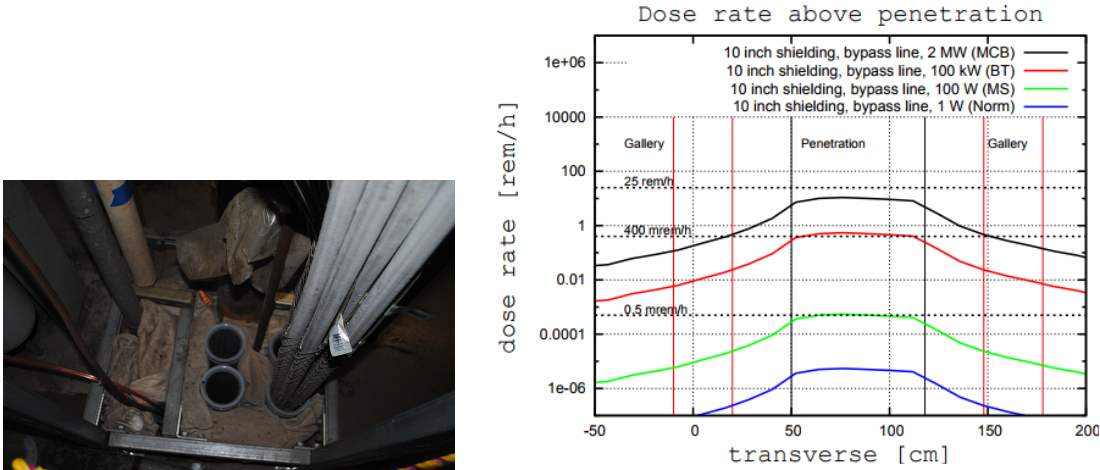 Dose rate above penetration
10 inch shielding, bypass line, 2 MW (MCB)
10 inch shielding, bypass line, 100 kW (BT)
10 inch shielding, bypass line, 100 W (MS)
10 inch shielding, bypass line, 1 W (Norm)
1e+06
10000
100
1
0.01
0.0001
1e-06
dose rate [rem/h]
Gallery
Penetration
Gallery
25 rem/h
400 mrem/h
0.5 mrem/h
-50
0
50
100
150
200
transverse [cm]